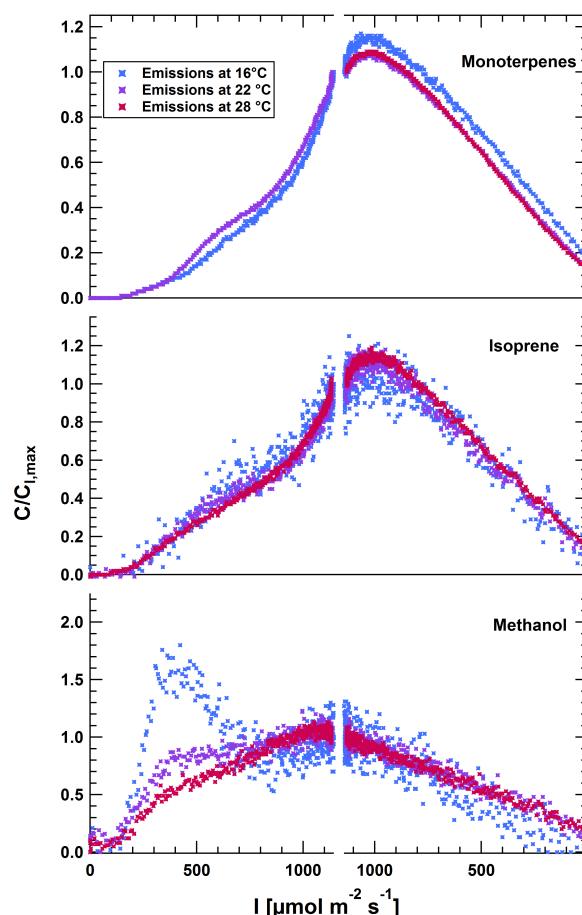 1.2
1.0
0.8
0.6
0.4
0.2
0.0
Monoterpenes
Emissions at 16°C
Emissions at 22 °C
Emissions at 28 °C
1.2
1.0
0.8
0.6
0.4
0.2
0.0
Isoprene
C/CI,max
2.0
1.5
1.0
0.5
0.0
Methanol
0 500 1000 1000 500
I [µmol m-2 s-1]